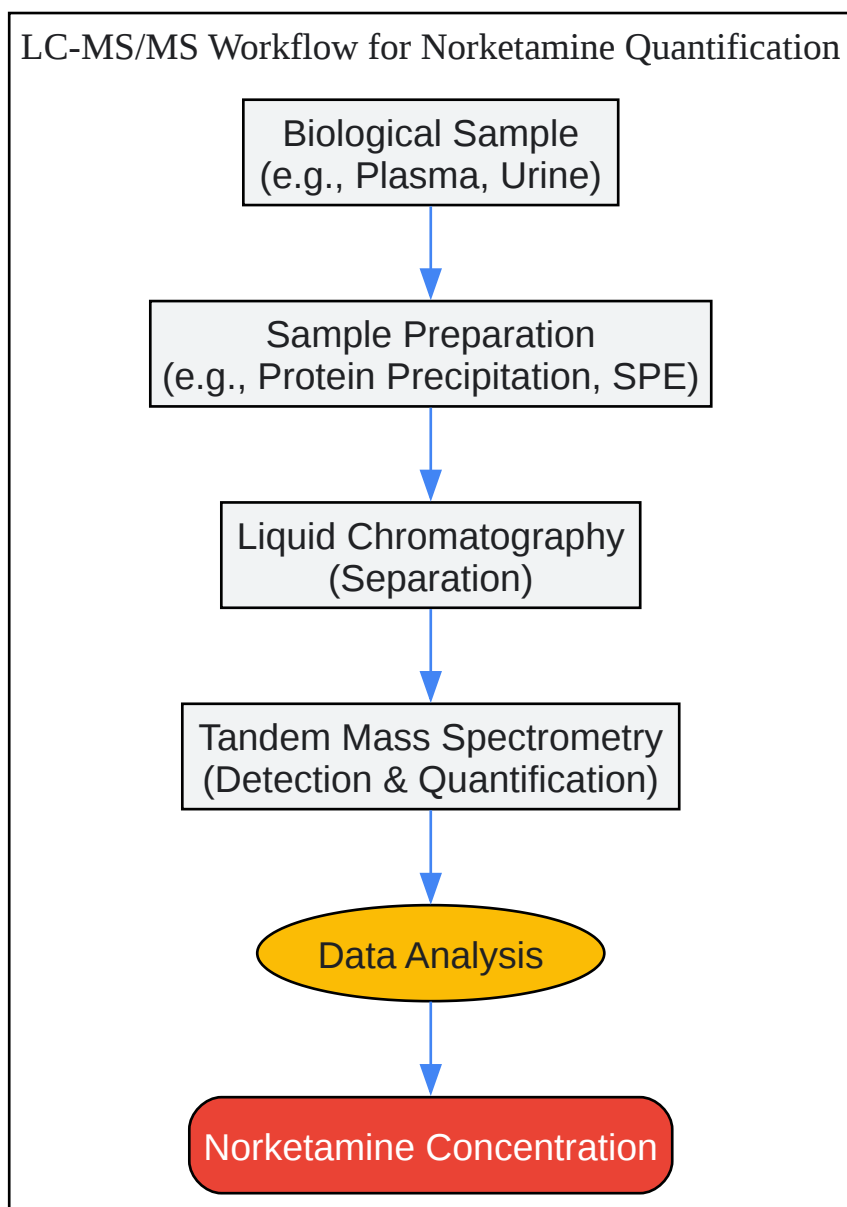 LC-MS/MS Workflow for Norketamine Quantification
Biological Sample
(e.g., Plasma, Urine)
Sample Preparation
(e.g., Protein Precipitation, SPE)
Liquid Chromatography
(Separation)
Tandem Mass Spectrometry
(Detection & Quantification)
Data Analysis
Norketamine Concentration